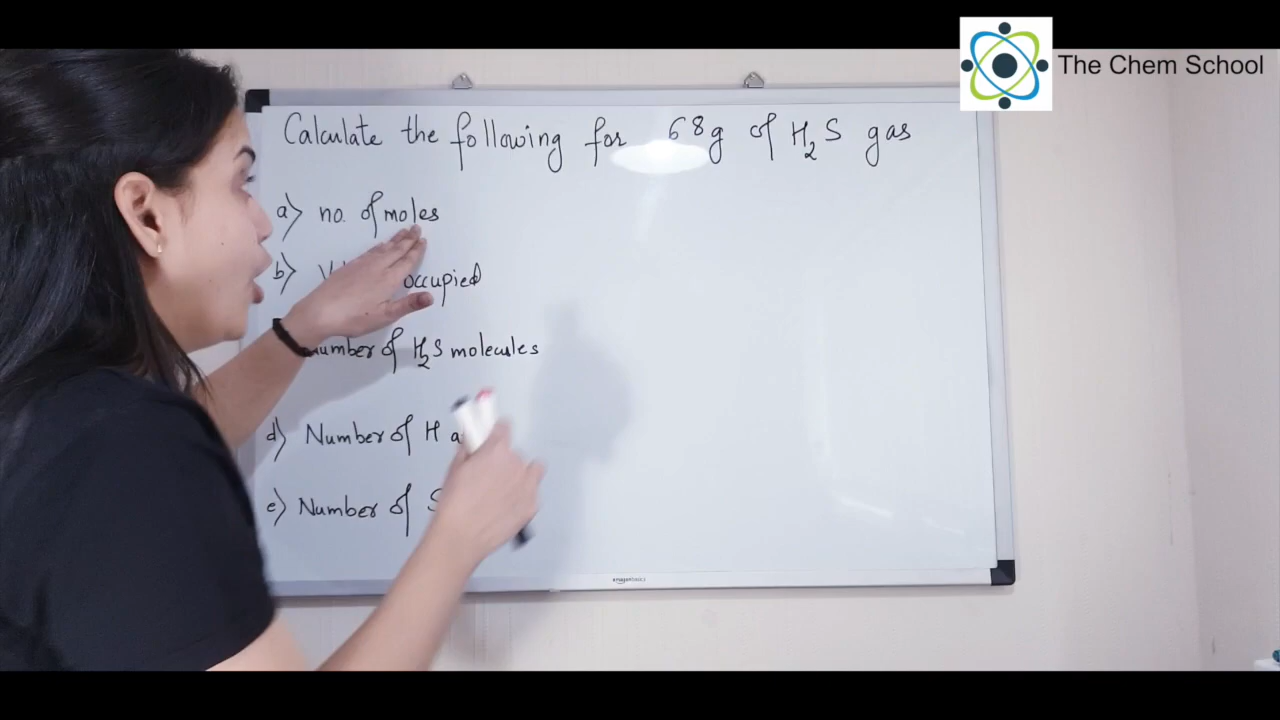 The Chem School
Calculate the following for 68g of H₂S gas
a) no. of moles
b) occupied
number of H₂S molecules
d) Number of H
e) Number of S
amazonbasics